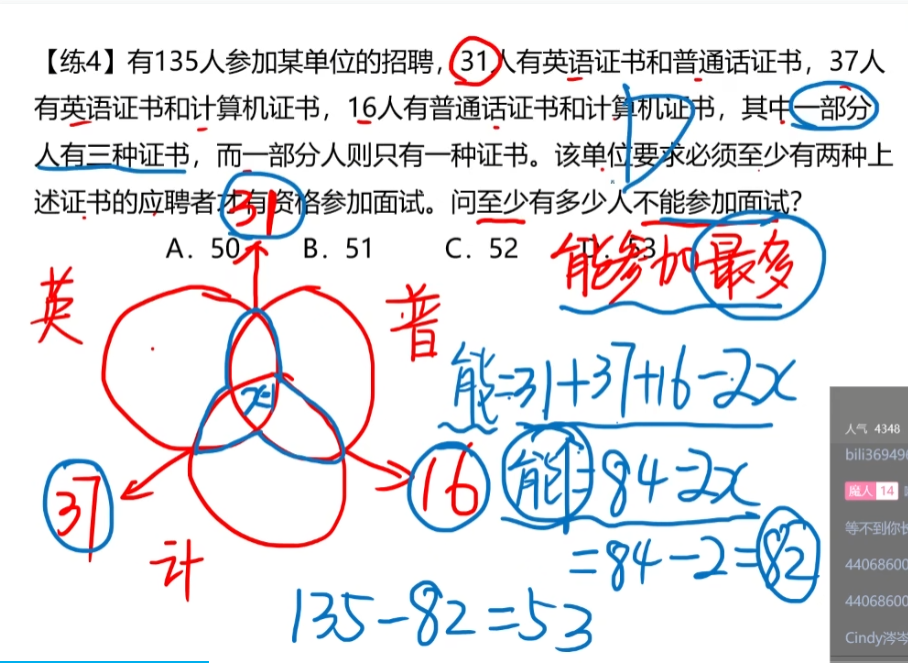 【练4】有135人参加某单位的招聘，31人有英语证书和普通话证书，37人
有英语证书和计算机证书，16人有普通话证书和计算机证书，其中一部分
人有三种证书，而一部分人则只有一种证书。该单位要求必须至少有两种上
述证书的应聘者才有资格参加面试。问至少有多少人不能参加面试？
A．50 B．51 C．52 D．53
D
31
能参加最多
英
普
x=1
能=31+37+16-2x
37
16
能=84-2x
=84-2=82
计
135-82=53
人气 4348
bili369496
魔人 14
等不到你
44068600
44068600
Cindy涔岑